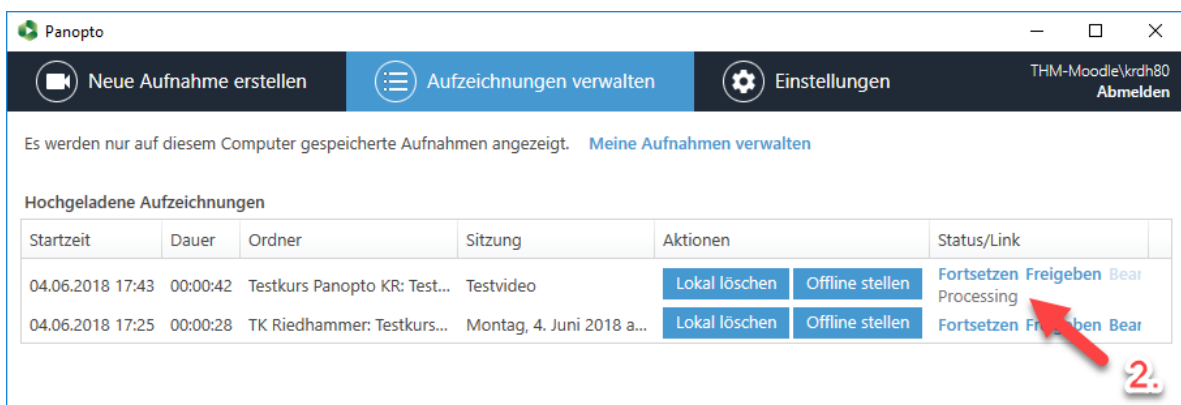 Panopto
Neue Aufnahme erstellen Aufzeichnungen verwalten Einstellungen THM-Moodle\krdh80
Abmelden
Es werden nur auf diesem Computer gespeicherte Aufnahmen angezeigt. Meine Aufnahmen verwalten
Hochgeladene Aufzeichnungen
Startzeit Dauer Ordner Sitzung Aktionen Status/Link
04.06.2018 17:43 00:00:42 Testkurs Panopto KR: Test... Testvideo Lokal löschen Offline stellen Fortsetzen Freigeben Bear
Processing
04.06.2018 17:25 00:00:28 TK Riedhammer: Testkurs... Montag, 4. Juni 2018 a... Lokal löschen Offline stellen Fortsetzen Freigeben Bear
2.